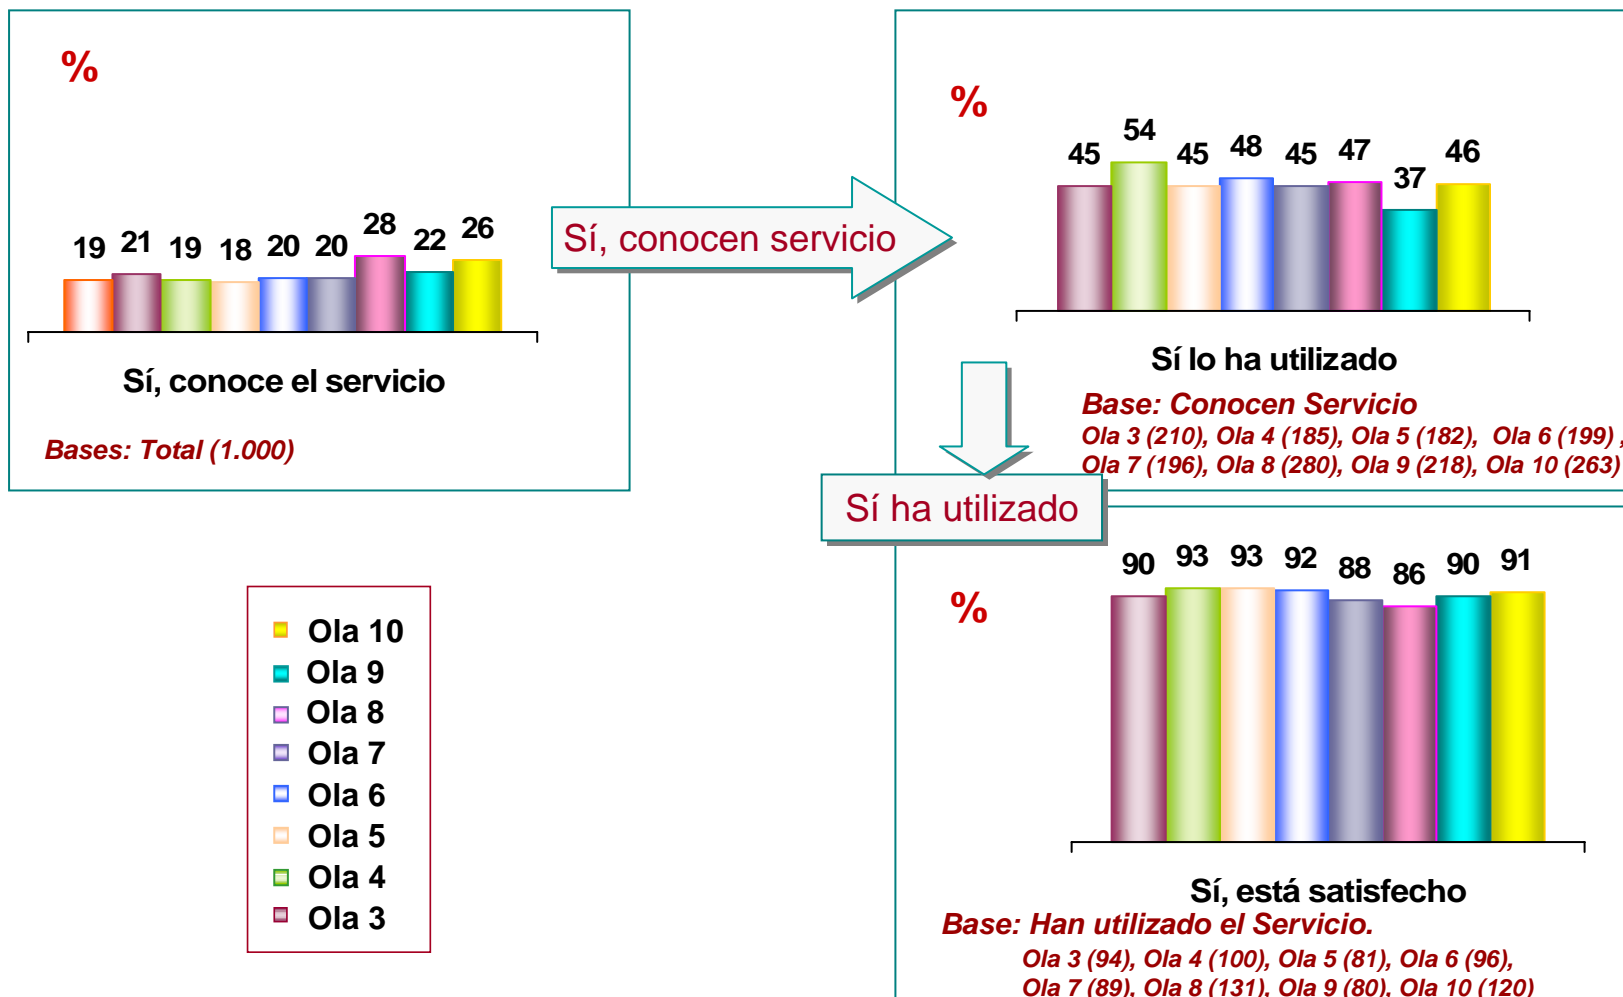 %
19 21 19 18 20 20 28 22 26
Sí, conoce el servicio
Bases: Total (1.000)
Sí, conocen servicio
%
45 54 45 48 45 47 37 46
Sí lo ha utilizado
Base: Conocen Servicio
Ola 3 (210), Ola 4 (185), Ola 5 (182), Ola 6 (199) ,
Ola 7 (196), Ola 8 (280), Ola 9 (218), Ola 10 (263)
Sí ha utilizado
%
90 93 93 92 88 86 90 91
Sí, está satisfecho
Base: Han utilizado el Servicio.
Ola 3 (94), Ola 4 (100), Ola 5 (81), Ola 6 (96),
Ola 7 (89), Ola 8 (131), Ola 9 (80), Ola 10 (120)
Ola 10
Ola 9
Ola 8
Ola 7
Ola 6
Ola 5
Ola 4
Ola 3